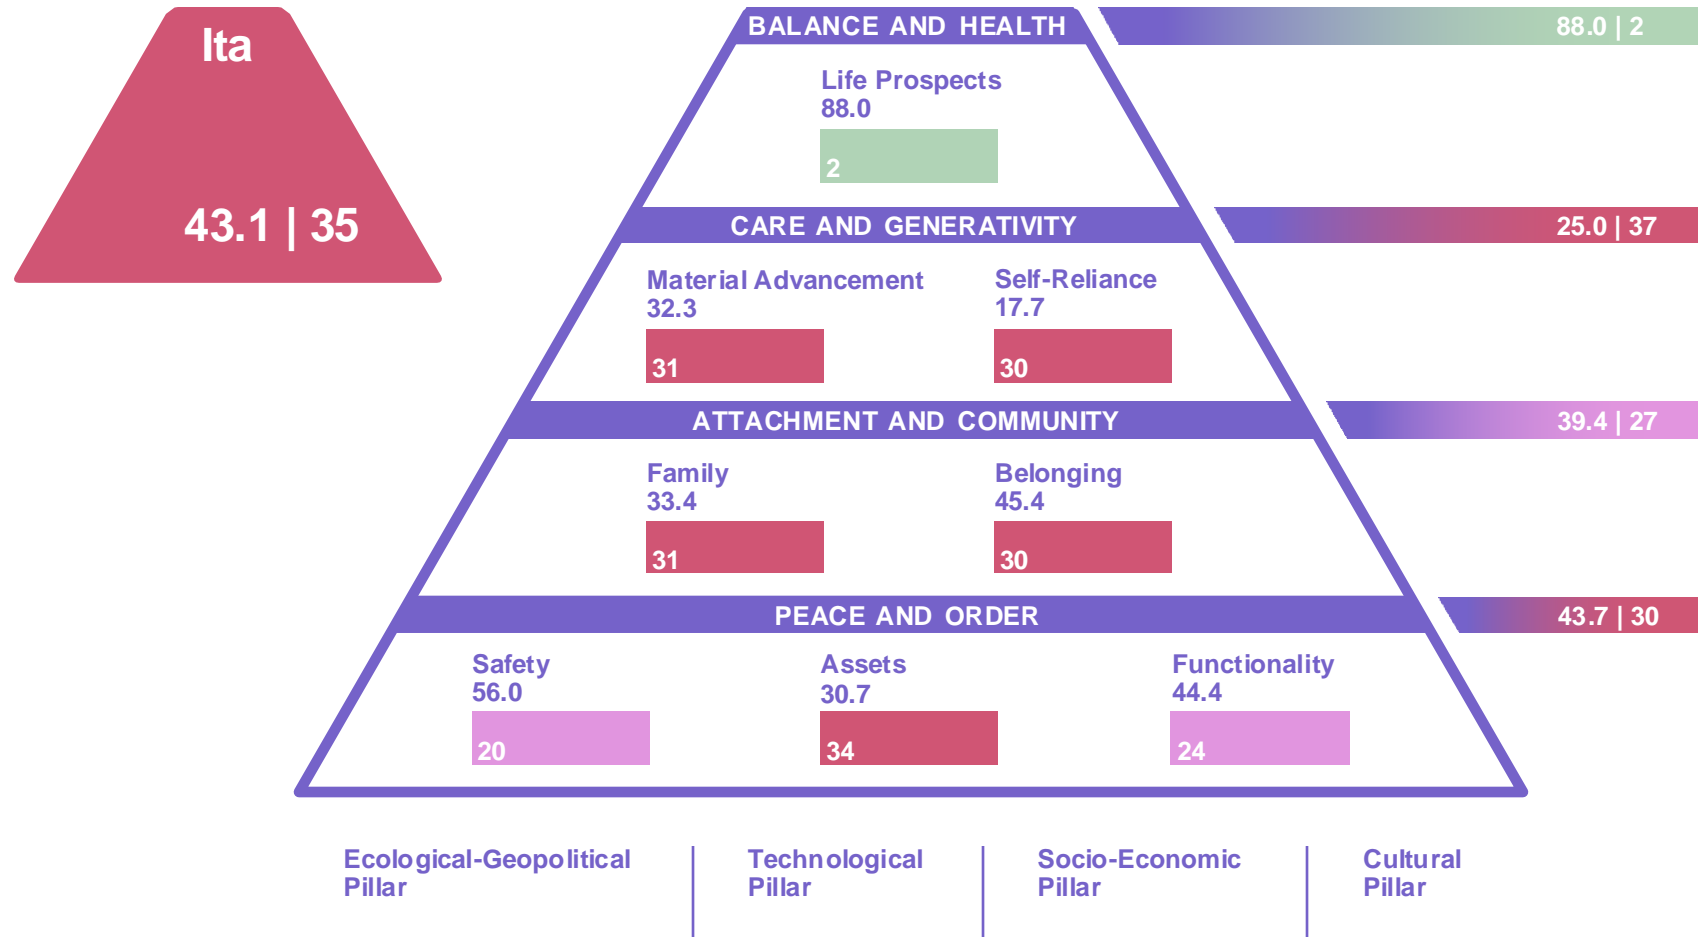 Ita
43.1 | 35
BALANCE AND HEALTH
88.0 | 2
Life Prospects
88.0
2
CARE AND GENERATIVITY
25.0 | 37
Material Advancement
32.3
31
Self-Reliance
17.7
30
ATTACHMENT AND COMMUNITY
39.4 | 27
Family
33.4
31
Belonging
45.4
30
PEACE AND ORDER
43.7 | 30
Safety
56.0
20
Assets
30.7
34
Functionality
44.4
24
Ecological-Geopolitical
Pillar
Technological
Pillar
Socio-Economic
Pillar
Cultural
Pillar